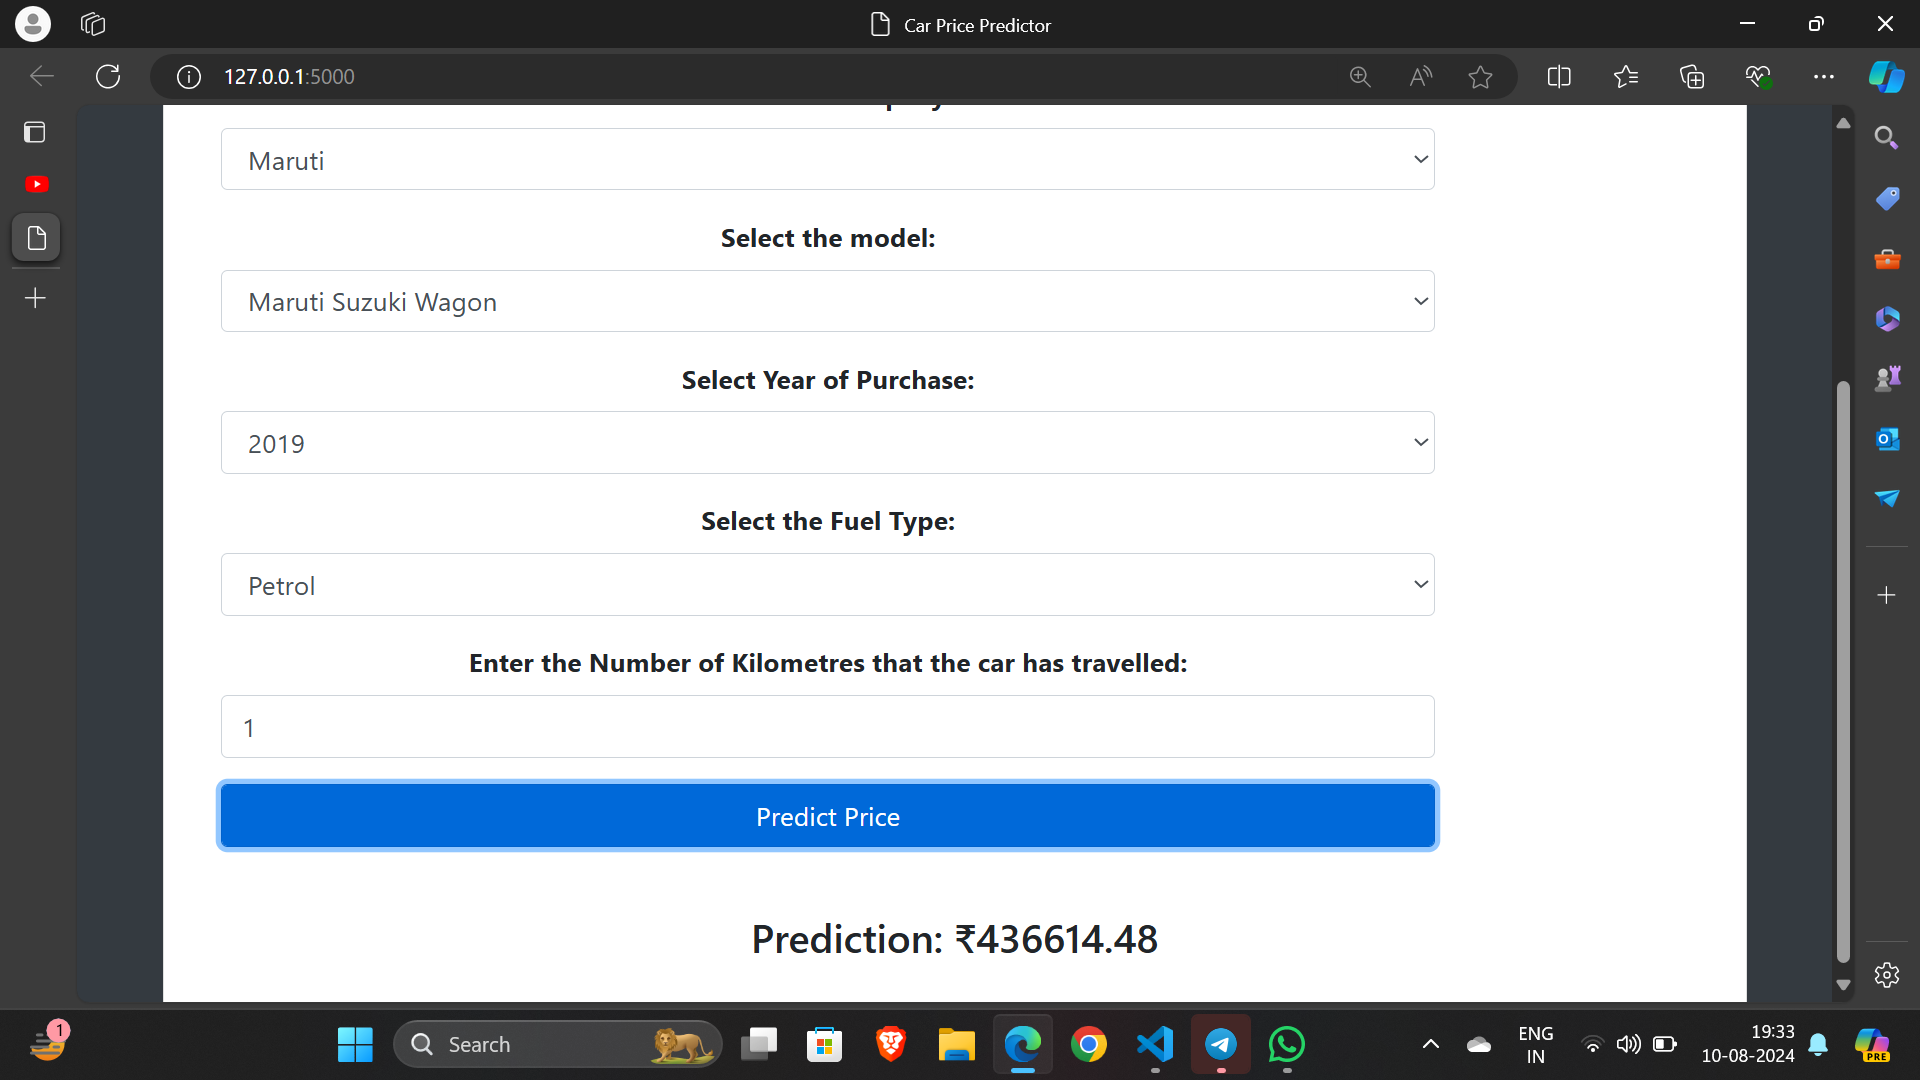 Car Price Predictor
127.0.0.1:5000
Maruti
Select the model:
Maruti Suzuki Wagon
Select Year of Purchase:
2019
Select the Fuel Type:
Petrol
Enter the Number of Kilometres that the car has travelled:
1
Predict Price
Prediction: ₹436614.48
1
Search
ENG
IN
19:33
10-08-2024
PRE